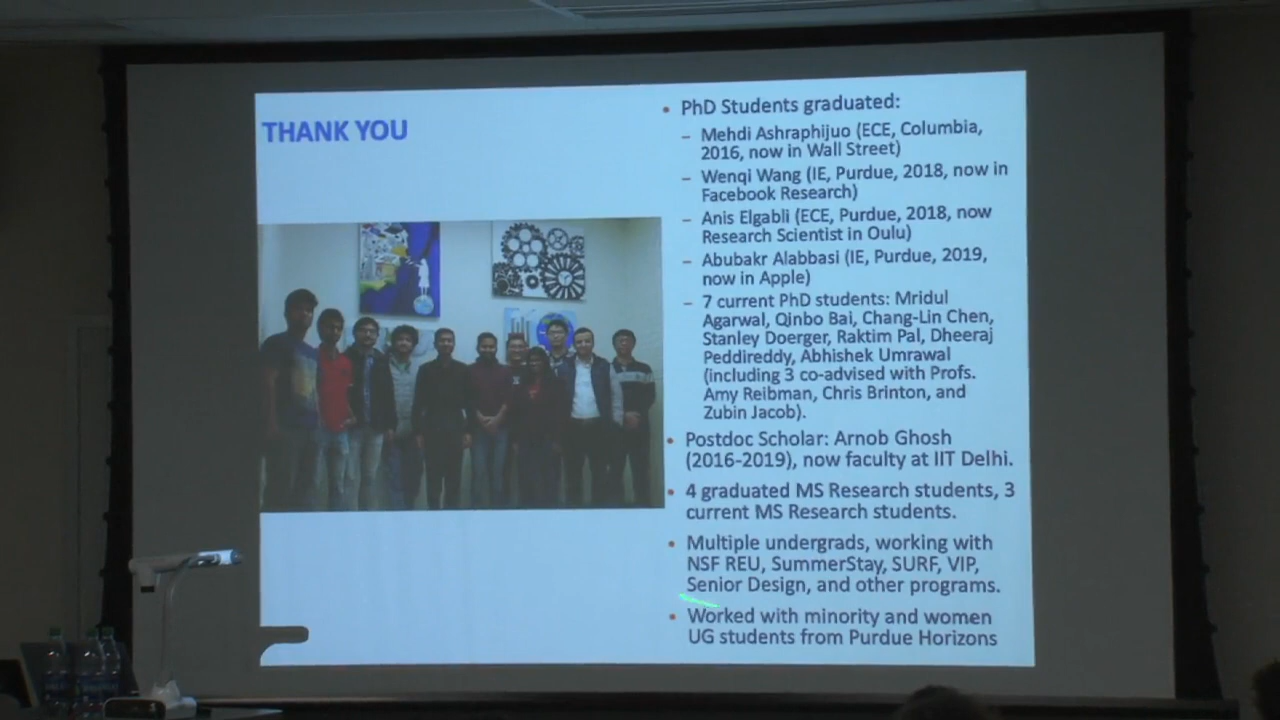 THANK YOU
• PhD Students graduated:
– Mehdi Ashraphijuo (ECE, Columbia,
2016, now in Wall Street)
– Wenqi Wang (IE, Purdue, 2018, now in
Facebook Research)
– Anis Elgabli (ECE, Purdue, 2018, now
Research Scientist in Oulu)
– Abubakr Alabbasi (IE, Purdue, 2019,
now in Apple)
– 7 current PhD students: Mridul
Agarwal, Qinbo Bai, Chang-Lin Chen,
Stanley Doerger, Raktim Pal, Dheeraj
Peddireddy, Abhishek Umrawal
(including 3 co-advised with Profs.
Amy Reibman, Chris Brinton, and
Zubin Jacob).
• Postdoc Scholar: Arnob Ghosh
(2016-2019), now faculty at IIT Delhi.
• 4 graduated MS Research students, 3
current MS Research students.
• Multiple undergrads, working with
NSF REU, SummerStay, SURF, VIP,
Senior Design, and other programs.
• Worked with minority and women
UG students from Purdue Horizons